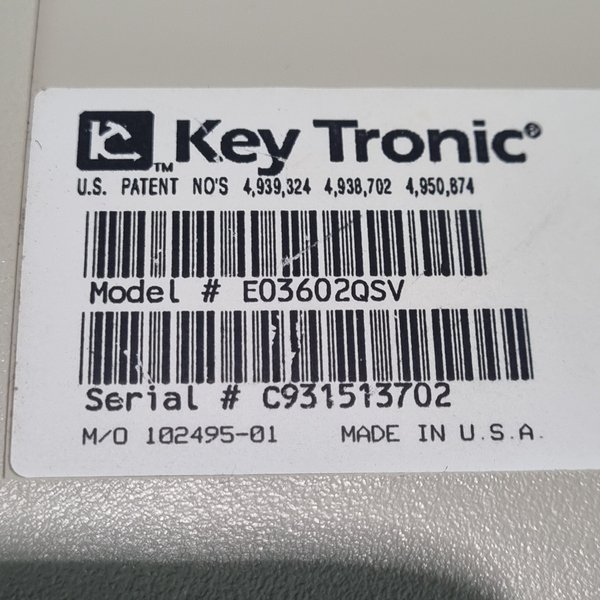 Key Tronic®
U.S. PATENT NO'S 4,939,324 4,938,702 4,950,874
Model # E03602QSV
Serial # C931513702
M/O 102495-01 MADE IN U.S.A.